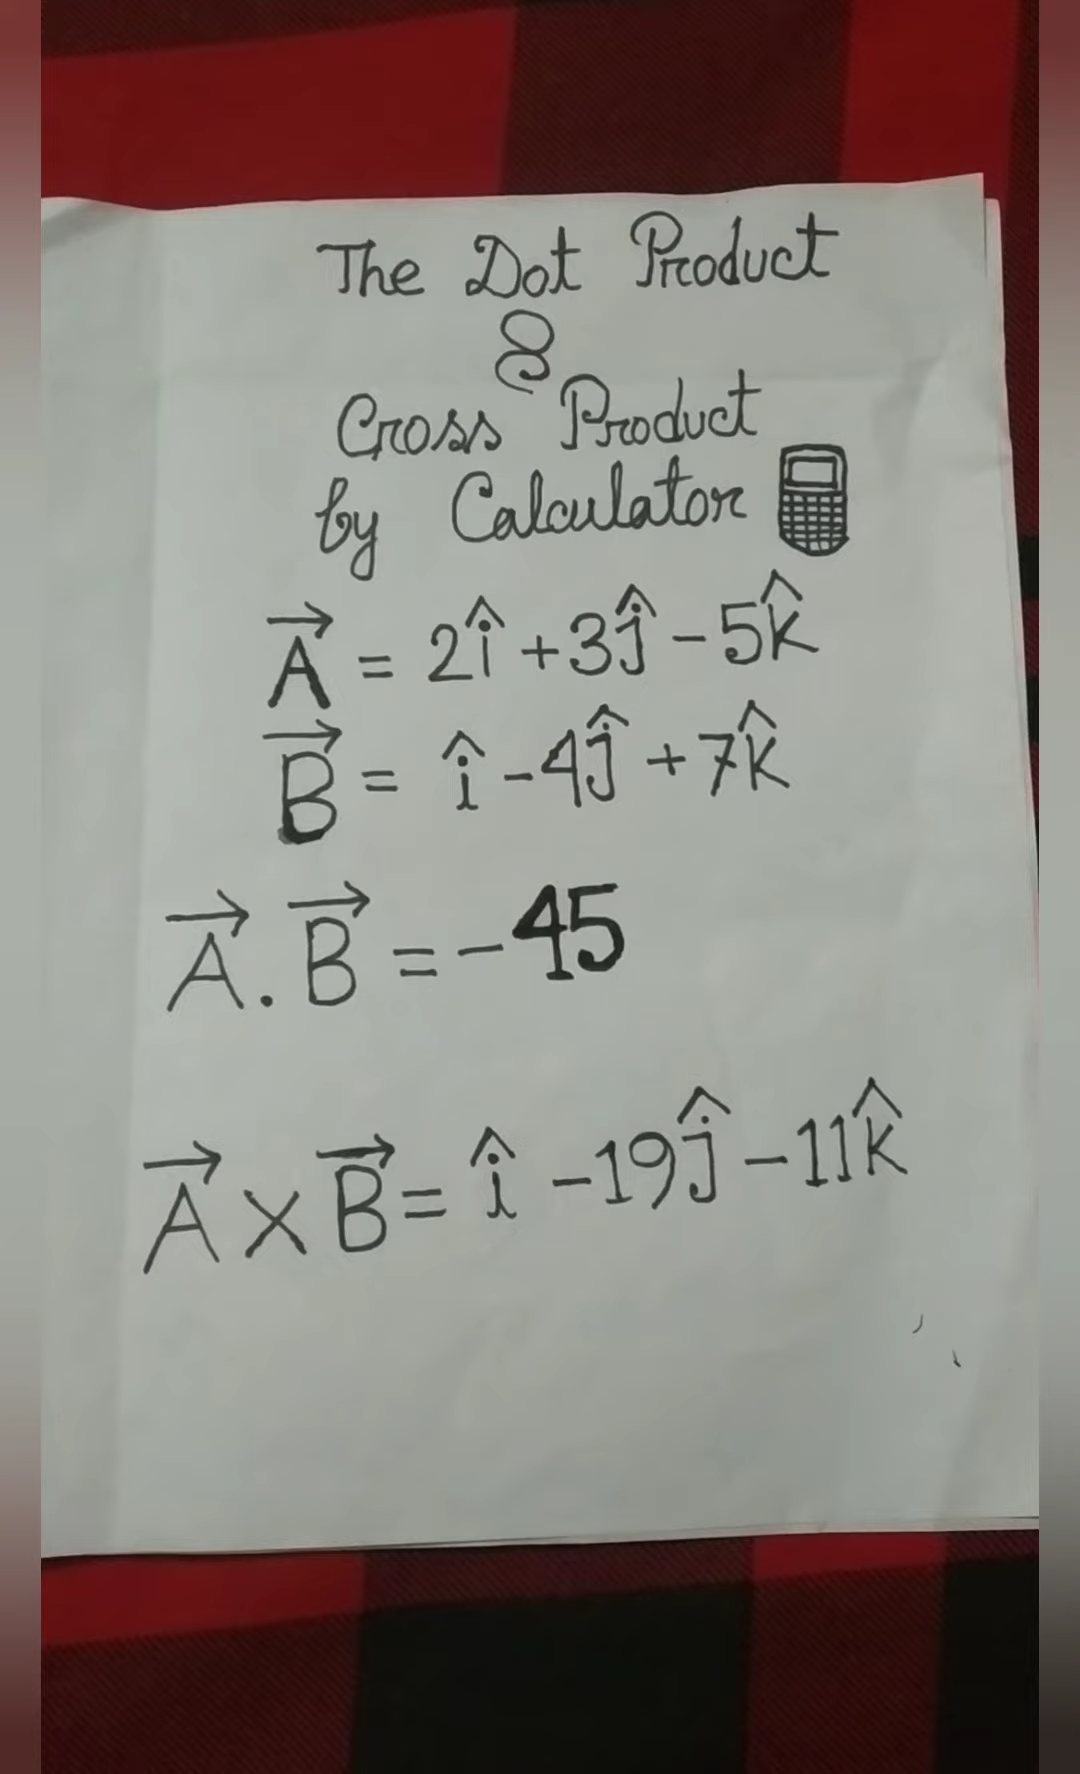 The Dot Product
&
Cross Product
by Calculator
A⃗ = 2î + 3ĵ - 5k̂
B⃗ = î - 4ĵ + 7k̂
A⃗ . B⃗ = - 45
A⃗ × B⃗ = î - 19ĵ - 11k̂